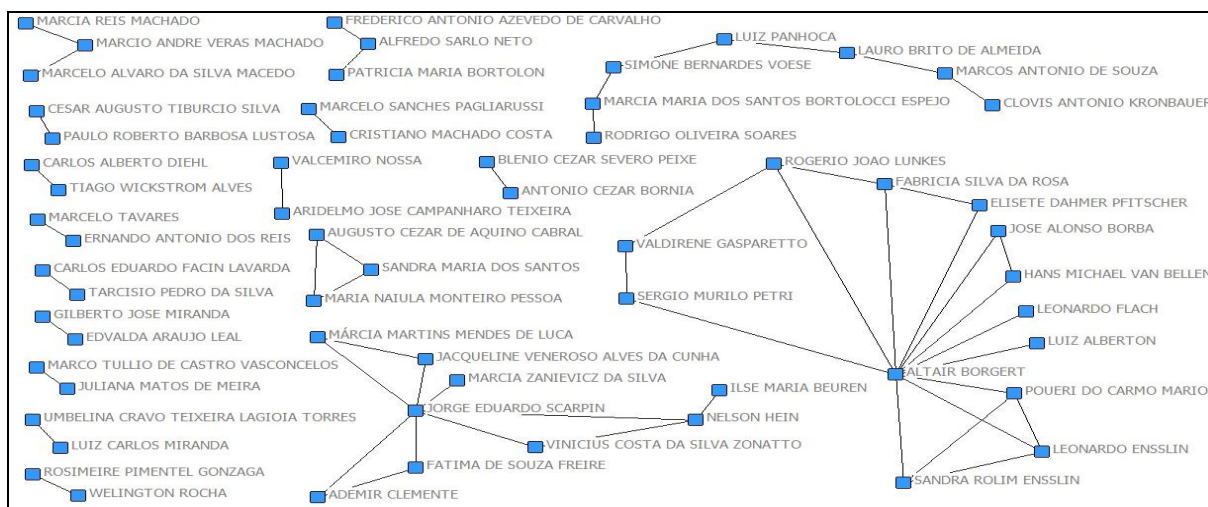 MARCIA REIS MACHADO
MARCIO ANDRE VERAS MACHADO
MARCELO ALVARO DA SILVA MACEDO
CESAR AUGUSTO TIBURCIO SILVA
PAULO ROBERTO BARBOSA LUSTOSA
CARLOS ALBERTO DIEHL
TIAGO WICKSTROM ALVES
MARCELO TAVARES
ERNANDO ANTONIO DOS REIS
CARLOS EDUARDO FACIN LAVARDA
TARCISIO PEDRO DA SILVA
GILBERTO JOSE MIRANDA
EDVALDA ARAUJO LEAL
MARCO TULLIO DE CASTRO VASCONCELOS
JULIANA MATOS DE MEIRA
UMBELINA CRAVO TEIXEIRA LAGIOIA TORRES
LUIZ CARLOS MIRANDA
ROSIMEIRE PIMENTEL GONZAGA
WELINGTON ROCHA
FREDERICO ANTONIO AZEVEDO DE CARVALHO
ALFREDO SARLO NETO
PATRICIA MARIA BORTOLON
MARCELO SANCHES PAGLIARUSSI
CRISTIANO MACHADO COSTA
VALCEMIRO NOSSA
ARIDELMO JOSE CAMPANHARO TEIXEIRA
AUGUSTO CEZAR DE AQUINO CABRAL
SANDRA MARIA DOS SANTOS
MARIA NAIULA MONTEIRO PESSOA
MÁRCIA MARTINS MENDES DE LUCA
JACQUELINE VENEROSO ALVES DA CUNHA
MARCIA ZANIEVICZ DA SILVA
JORGE EDUARDO SCARPIN
ILSE MARIA BEUREN
NELSON HEIN
VINICIUS COSTA DA SILVA ZONATTO
FATIMA DE SOUZA FREIRE
ADEMIR CLEMENTE
BLENIO CEZAR SEVERO PEIXE
ANTONIO CEZAR BORNIA
LUIZ PANHOCA
LAURO BRITO DE ALMEIDA
SIMONE BERNARDES VOESE
MARCOS ANTONIO DE SOUZA
MARCIA MARIA DOS SANTOS BORTOLOCCI ESPEJO
CLOVIS ANTONIO KRONBAUER
RODRIGO OLIVEIRA SOARES
ROGERIO JOAO LUNKES
FABRICIA SILVA DA ROSA
ELISETE DAHMER PFITSCHER
JOSE ALONSO BORBA
VALDIRENE GASPARETTO
HANS MICHAEL VAN BELLEN
SERGIO MURILO PETRI
LEONARDO FLACH
LUIZ ALBERTON
ALTAIR BORGERT
POUERI DO CARMO MARIO
LEONARDO ENSSLIN
SANDRA ROLIM ENSSLIN